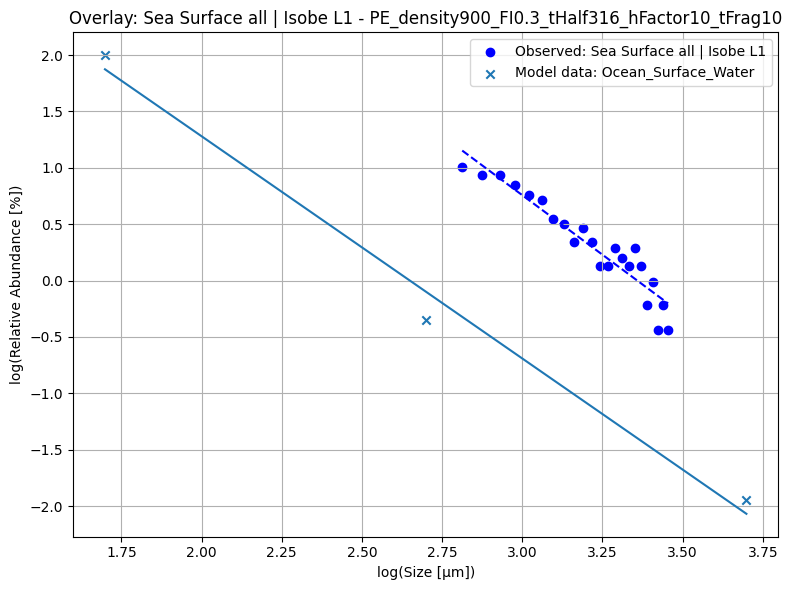 Overlay: Sea Surface all | Isobe L1 - PE_density900_FI0.3_tHalf316_hFactor10_tFrag10
Observed: Sea Surface all | Isobe L1
Model data: Ocean_Surface_Water
log(Relative Abundance [%])
2.0
1.5
1.0
0.5
0.0
−0.5
−1.0
−1.5
−2.0
1.75 2.00 2.25 2.50 2.75 3.00 3.25 3.50 3.75
log(Size [μm])